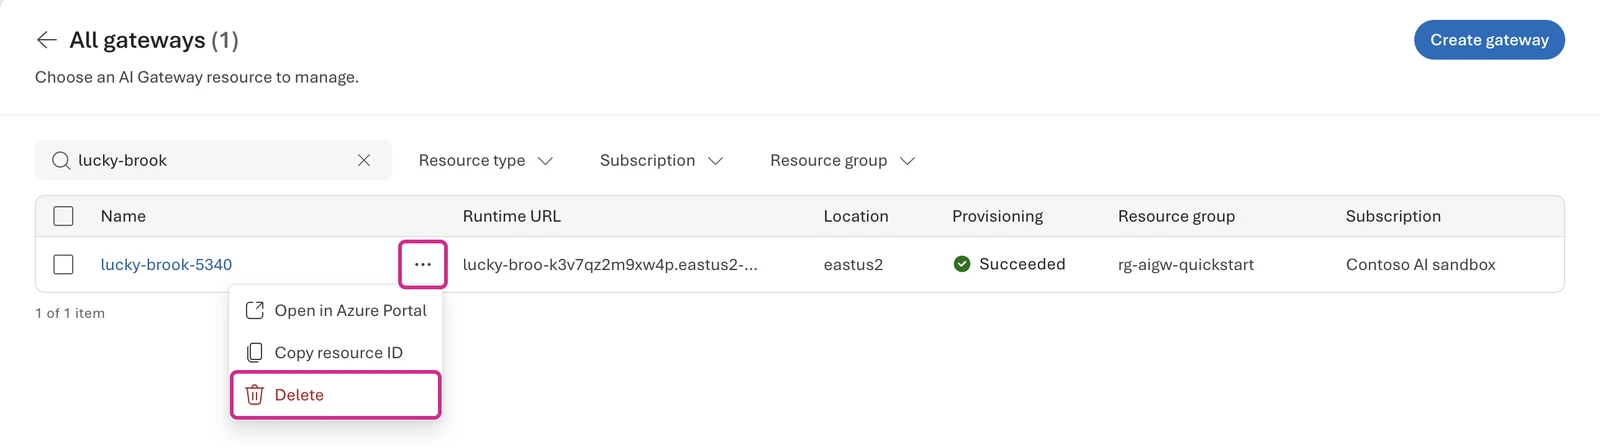 All gateways (1)
Create gateway
Choose an AI Gateway resource to manage.
lucky-brook
Resource type
Subscription
Resource group
Name
Runtime URL
Location
Provisioning
Resource group
Subscription
lucky-brook-5340
lucky-broo-k3v7qz2m9xw4p.eastus2-...
eastus2
Succeeded
rg-aigw-quickstart
Contoso AI sandbox
Open in Azure Portal
1 of 1 item
Copy resource ID
Delete